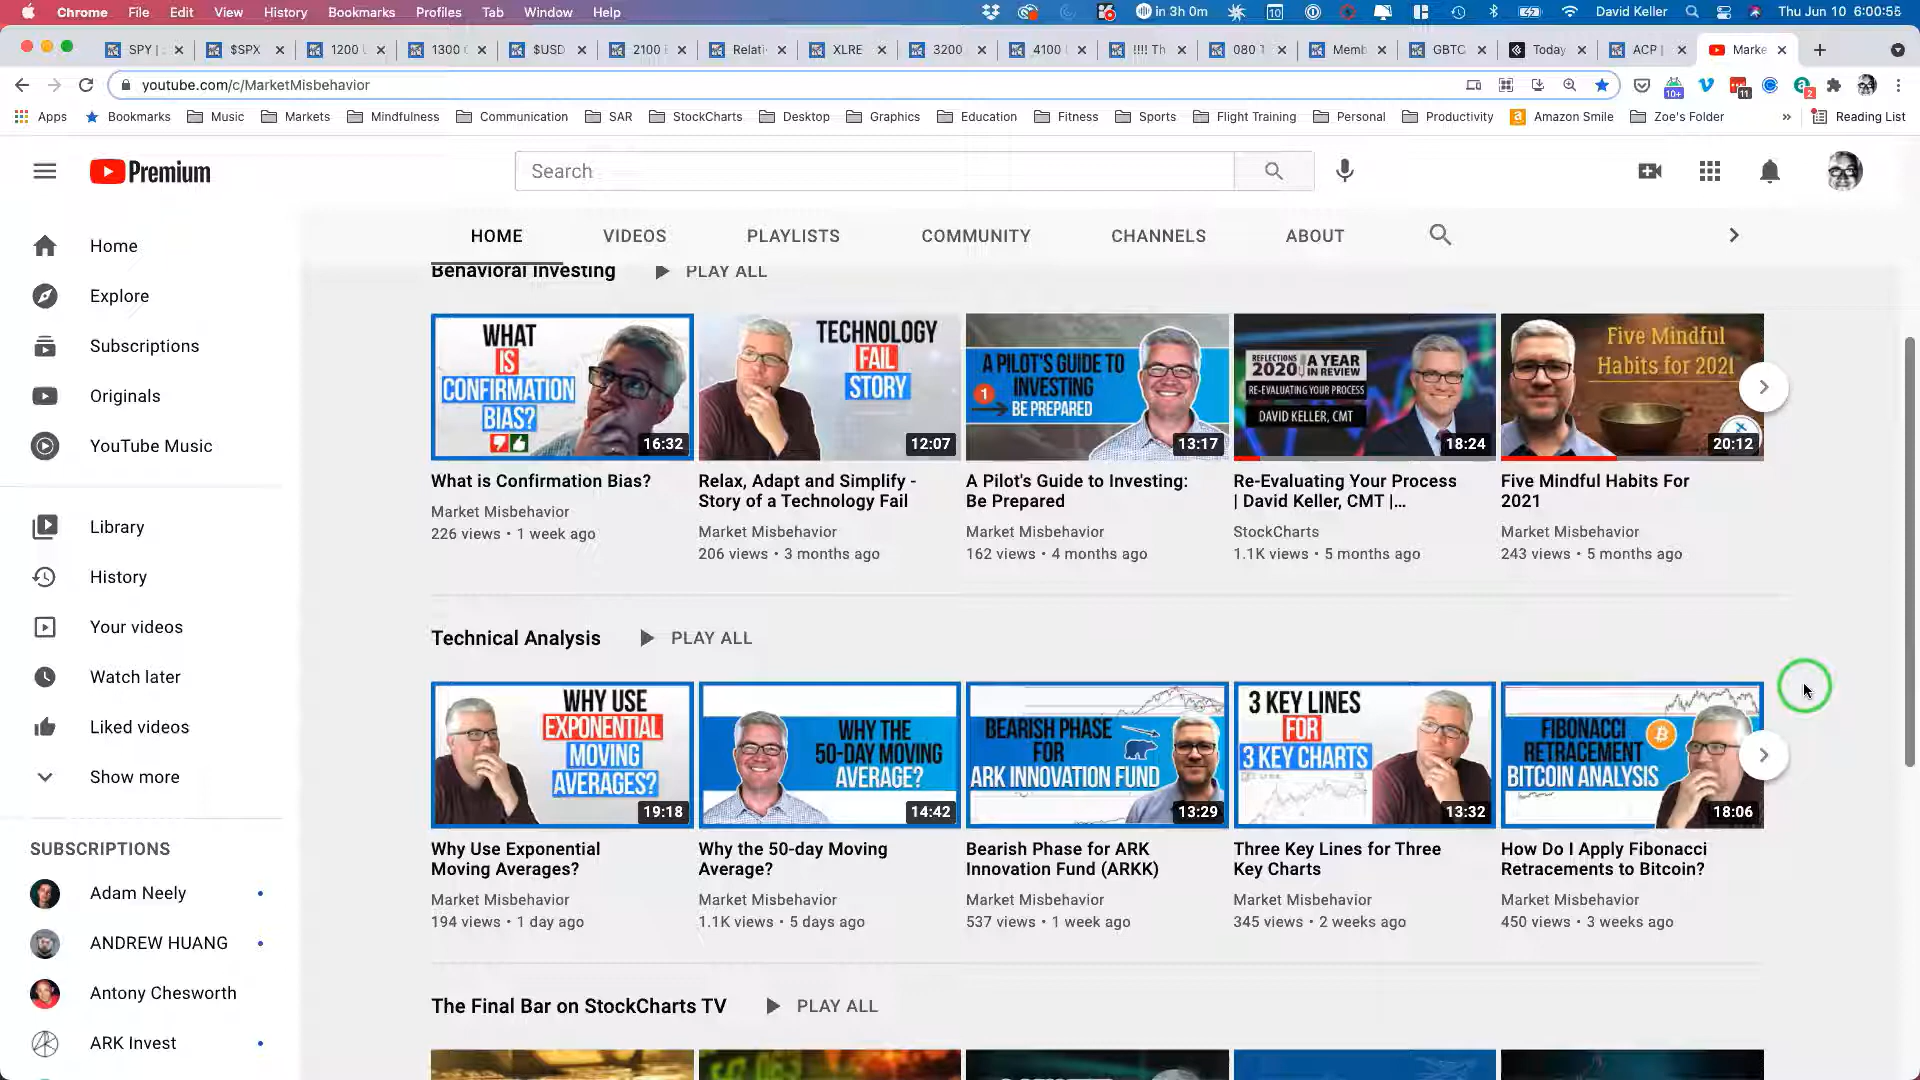 Chrome File Edit View History Bookmarks Profiles Tab Window Help
in 3h 0m
10
David Keller
Thu Jun 10 6:00:55
SPY |
$SPX
1200
1300
$USD
2100
Relati
XLRE
3200
4100
!!!! Th
080
Memb
GBTC
Today
ACP |
Marke
youtube.com/c/MarketMisbehavior
10+
11
2
Apps Bookmarks Music Markets Mindfulness Communication SAR StockCharts Desktop Graphics Education Fitness Sports Flight Training Personal Productivity Amazon Smile Zoe's Folder » Reading List
Premium
Search
Home
Explore
Subscriptions
Originals
YouTube Music
Library
History
Your videos
Watch later
Liked videos
Show more
SUBSCRIPTIONS
Adam Neely
ANDREW HUANG
Antony Chesworth
ARK Invest
HOME VIDEOS PLAYLISTS COMMUNITY CHANNELS ABOUT
Behavioral Investing PLAY ALL
WHAT
IS
CONFIRMATION
BIAS?
16:32
What is Confirmation Bias?
Market Misbehavior
226 views • 1 week ago
TECHNOLOGY
FAIL
STORY
12:07
Relax, Adapt and Simplify -
Story of a Technology Fail
Market Misbehavior
206 views • 3 months ago
A PILOT'S GUIDE TO
INVESTING
1
BE PREPARED
13:17
A Pilot's Guide to Investing:
Be Prepared
Market Misbehavior
162 views • 4 months ago
REFLECTIONS
2020
A YEAR
IN REVIEW
RE-EVALUATING YOUR PROCESS
DAVID KELLER, CMT
18:24
Re-Evaluating Your Process
| David Keller, CMT |...
StockCharts
1.1K views • 5 months ago
Five Mindful
Habits for 2021
20:12
Five Mindful Habits For
2021
Market Misbehavior
243 views • 5 months ago
Technical Analysis PLAY ALL
WHY USE
EXPONENTIAL
MOVING
AVERAGES?
19:18
Why Use Exponential
Moving Averages?
Market Misbehavior
194 views • 1 day ago
WHY THE
50-DAY MOVING
AVERAGE?
14:42
Why the 50-day Moving
Average?
Market Misbehavior
1.1K views • 5 days ago
BEARISH PHASE
FOR
ARK INNOVATION FUND
13:29
Bearish Phase for ARK
Innovation Fund (ARKK)
Market Misbehavior
537 views • 1 week ago
3 KEY LINES
FOR
3 KEY CHARTS
13:32
Three Key Lines for Three
Key Charts
Market Misbehavior
345 views • 2 weeks ago
FIBONACCI
RETRACEMENT
BITCOIN ANALYSIS
18:06
How Do I Apply Fibonacci
Retracements to Bitcoin?
Market Misbehavior
450 views • 3 weeks ago
The Final Bar on StockCharts TV PLAY ALL